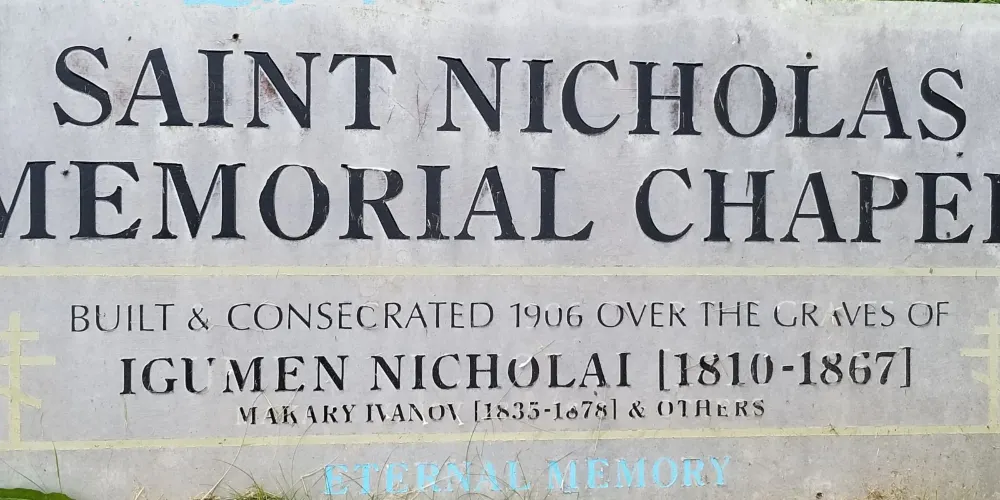 SAINT NICHOLAS
MEMORIAL CHAPEL
BUILT & CONSECRATED 1906 OVER THE GRAVES OF
IGUMEN NICHOLAI [1810-1867]
MAKARY IVANOV [1835-1878] & OTHERS
ETERNAL MEMORY